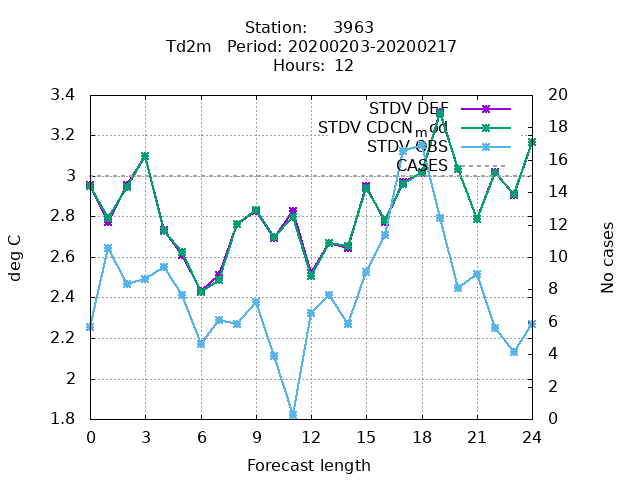 Station: 3963
Td2m Period: 20200203-20200217
Hours: 12
STDV DEF
STDV CDCN_mod
STDV OBS
CASES
3.4
3.2
3
2.8
2.6
2.4
2.2
2
1.8
20
18
16
14
12
10
8
6
4
2
0
deg C
No cases
0 3 6 9 12 15 18 21 24
Forecast length